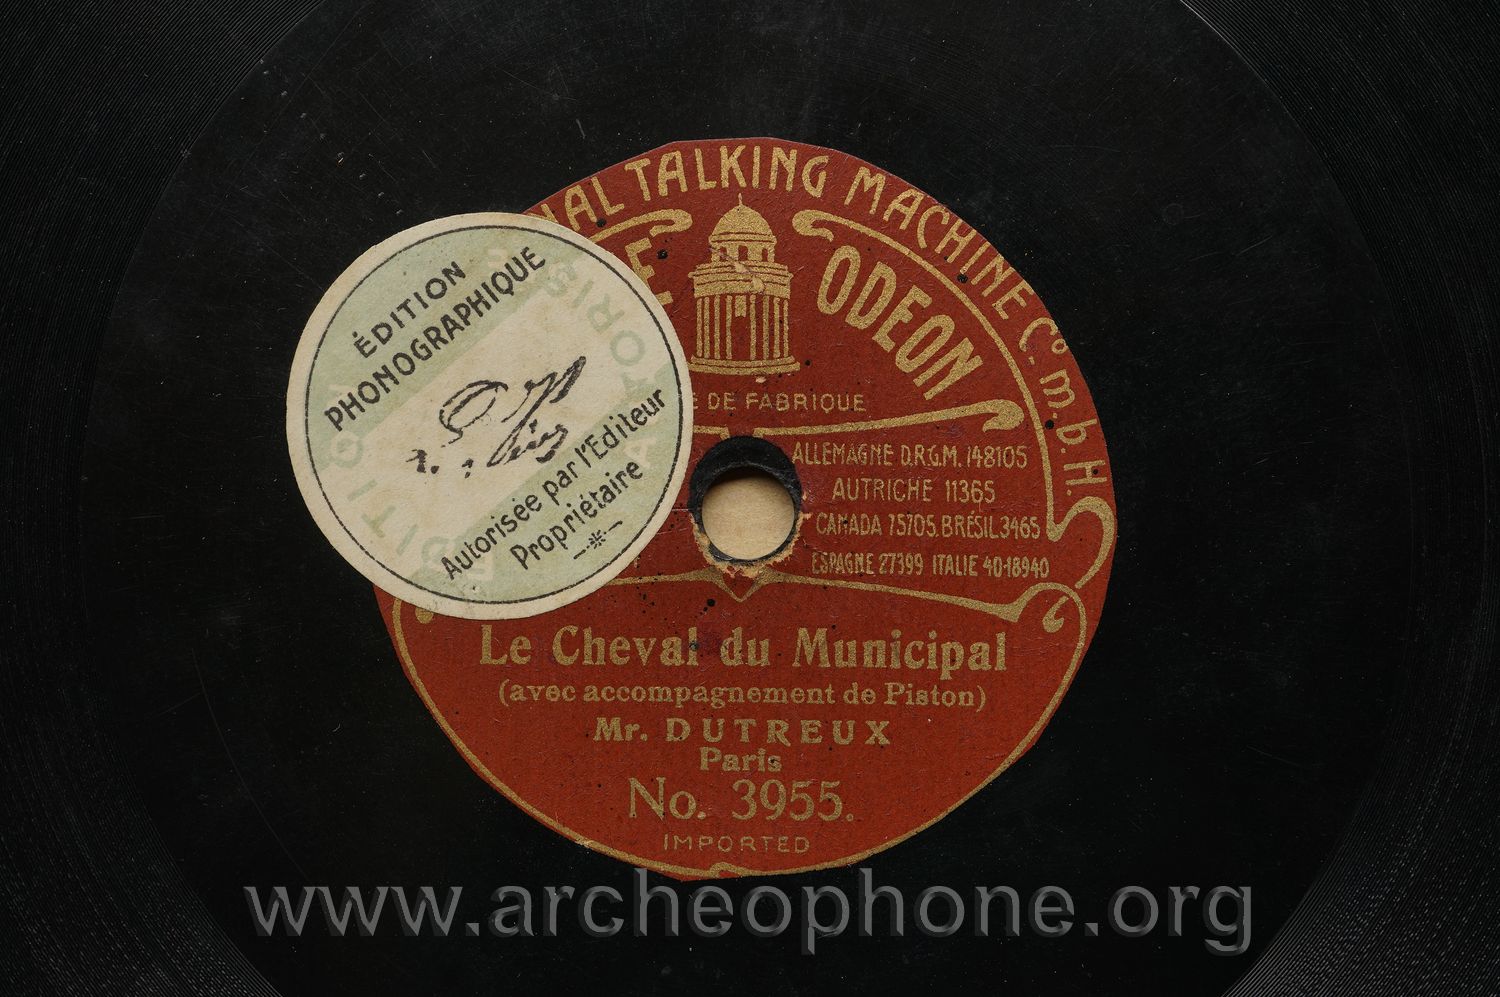 NAL TALKING MACHINE Co. m. b. H.
ODEON
E DE FABRIQUE
ALLEMAGNE D.R.G.M. 148105
AUTRICHE 11365
CANADA 75705. BRÉSIL 3465
ESPAGNE 27399 ITALIE 40-18940
ÉDITION
PHONOGRAPHIQUE
Autorisée par l'Editeur
Propriétaire
Le Cheval du Municipal
(avec accompagnement de Piston)
Mr. DUTREUX
Paris
No. 3955.
IMPORTED
www.archeophone.org